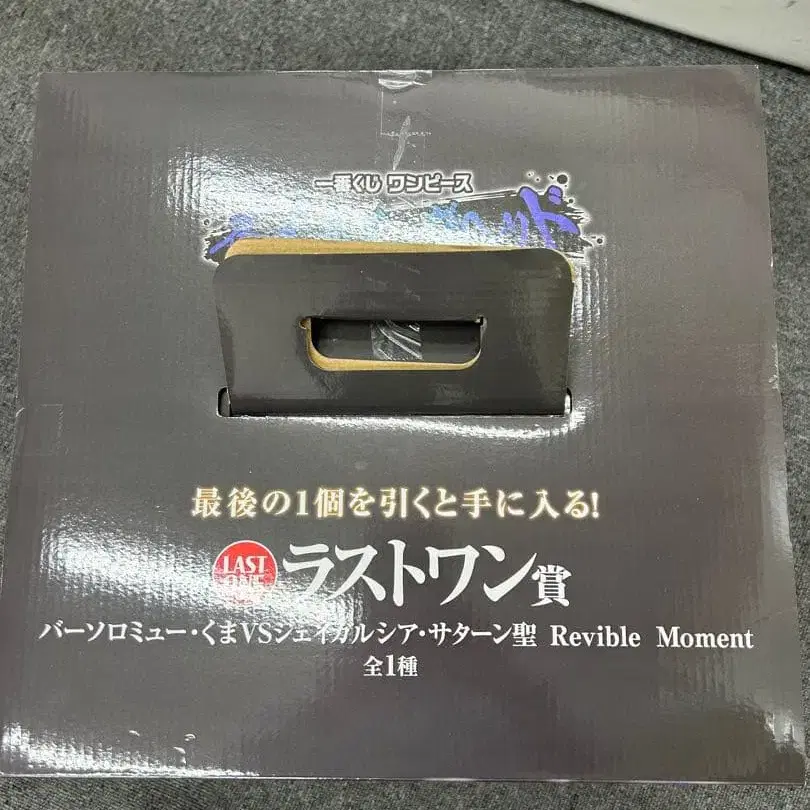 一番くじ ワンピース
最後の1個を引くと手に入る!
LAST
ONE
ラストワン賞
バーソロミュー・くまVSジェイガルシア・サターン聖 Revible Moment
全1種